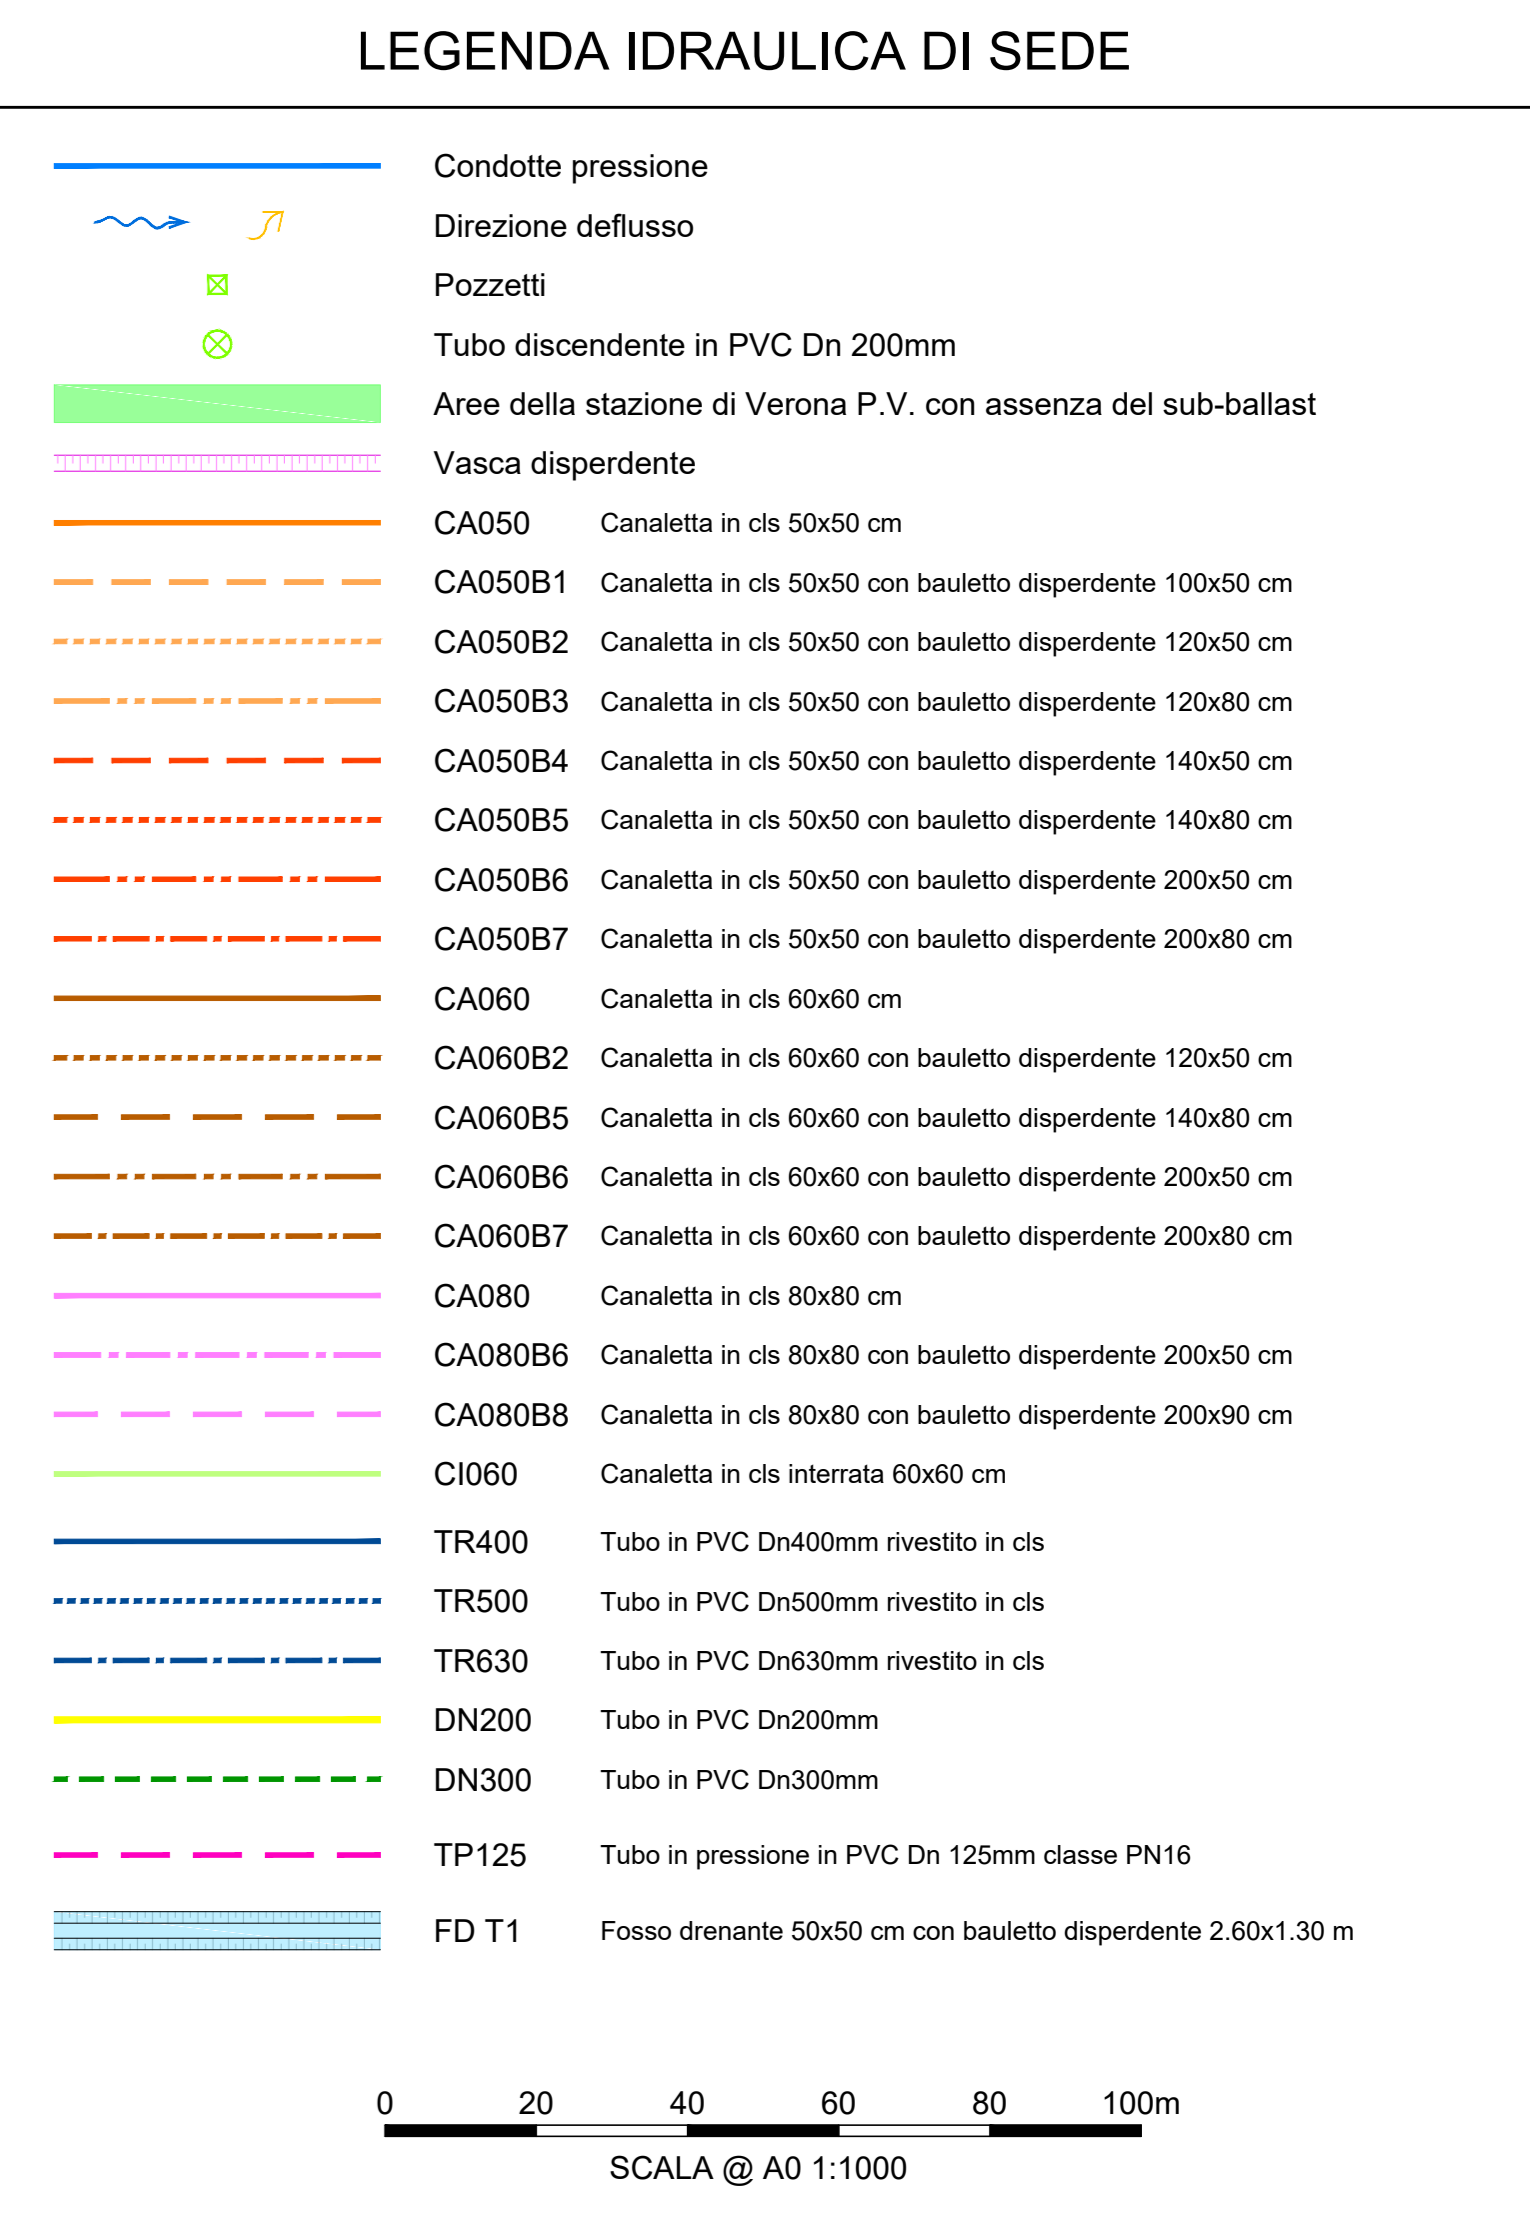 LEGENDA IDRAULICA DI SEDE
Condotte pressione
Direzione deflusso
Pozzetti
Tubo discendente in PVC Dn 200mm
Aree della stazione di Verona P.V. con assenza del sub-ballast
Vasca disperdente
CA050 Canaletta in cls 50x50 cm
CA050B1 Canaletta in cls 50x50 con bauletto disperdente 100x50 cm
CA050B2 Canaletta in cls 50x50 con bauletto disperdente 120x50 cm
CA050B3 Canaletta in cls 50x50 con bauletto disperdente 120x80 cm
CA050B4 Canaletta in cls 50x50 con bauletto disperdente 140x50 cm
CA050B5 Canaletta in cls 50x50 con bauletto disperdente 140x80 cm
CA050B6 Canaletta in cls 50x50 con bauletto disperdente 200x50 cm
CA050B7 Canaletta in cls 50x50 con bauletto disperdente 200x80 cm
CA060 Canaletta in cls 60x60 cm
CA060B2 Canaletta in cls 60x60 con bauletto disperdente 120x50 cm
CA060B5 Canaletta in cls 60x60 con bauletto disperdente 140x80 cm
CA060B6 Canaletta in cls 60x60 con bauletto disperdente 200x50 cm
CA060B7 Canaletta in cls 60x60 con bauletto disperdente 200x80 cm
CA080 Canaletta in cls 80x80 cm
CA080B6 Canaletta in cls 80x80 con bauletto disperdente 200x50 cm
CA080B8 Canaletta in cls 80x80 con bauletto disperdente 200x90 cm
CI060 Canaletta in cls interrata 60x60 cm
TR400 Tubo in PVC Dn400mm rivestito in cls
TR500 Tubo in PVC Dn500mm rivestito in cls
TR630 Tubo in PVC Dn630mm rivestito in cls
DN200 Tubo in PVC Dn200mm
DN300 Tubo in PVC Dn300mm
TP125 Tubo in pressione in PVC Dn 125mm classe PN16
FD T1 Fosso drenante 50x50 cm con bauletto disperdente 2.60x1.30 m
0 20 40 60 80 100m
SCALA @ A0 1:1000